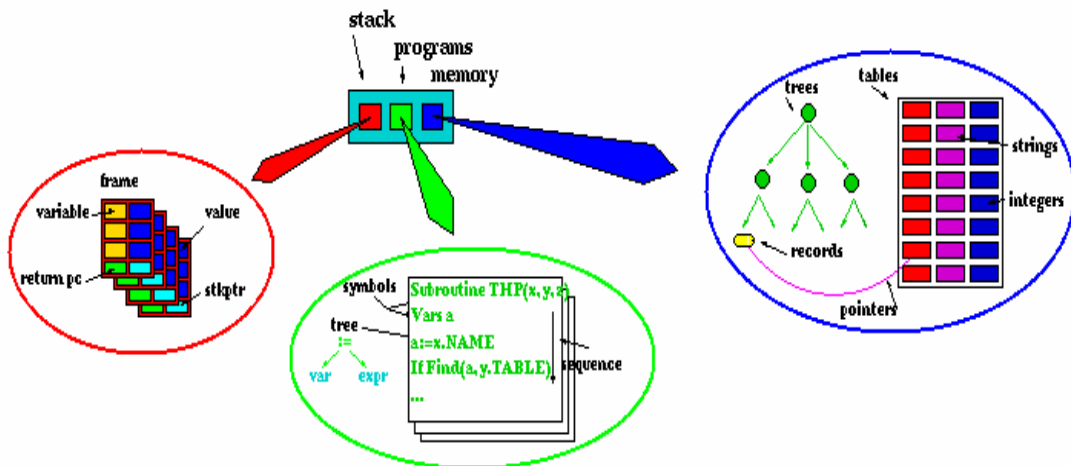 stack
programs
memory
frame
variable
value
return pc
stkptr
symbols
Subroutine THP(x, y, z)
Vars a
tree
:=
a:=x.NAME
var
expr
If Find(a, y.TABLE)
sequence
...
trees
tables
strings
integers
records
pointers